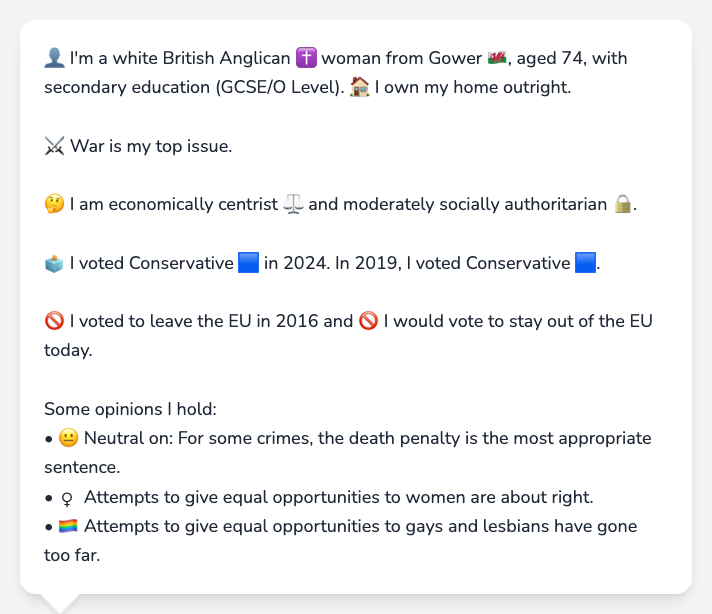 👤 I'm a white British Anglican ✝️ woman from Gower 🏴󠁧󠁢󠁷󠁬󠁳󠁿, aged 74, with
secondary education (GCSE/O Level). 🏠 I own my home outright.
⚔️ War is my top issue.
🤔 I am economically centrist ⚖️ and moderately socially authoritarian 🔒.
🗳️ I voted Conservative 🟦 in 2024. In 2019, I voted Conservative 🟦.
🚫 I voted to leave the EU in 2016 and 🚫 I would vote to stay out of the EU
today.
Some opinions I hold:
• 😐 Neutral on: For some crimes, the death penalty is the most appropriate
sentence.
• ♀ Attempts to give equal opportunities to women are about right.
• 🏳️‍🌈 Attempts to give equal opportunities to gays and lesbians have gone
too far.